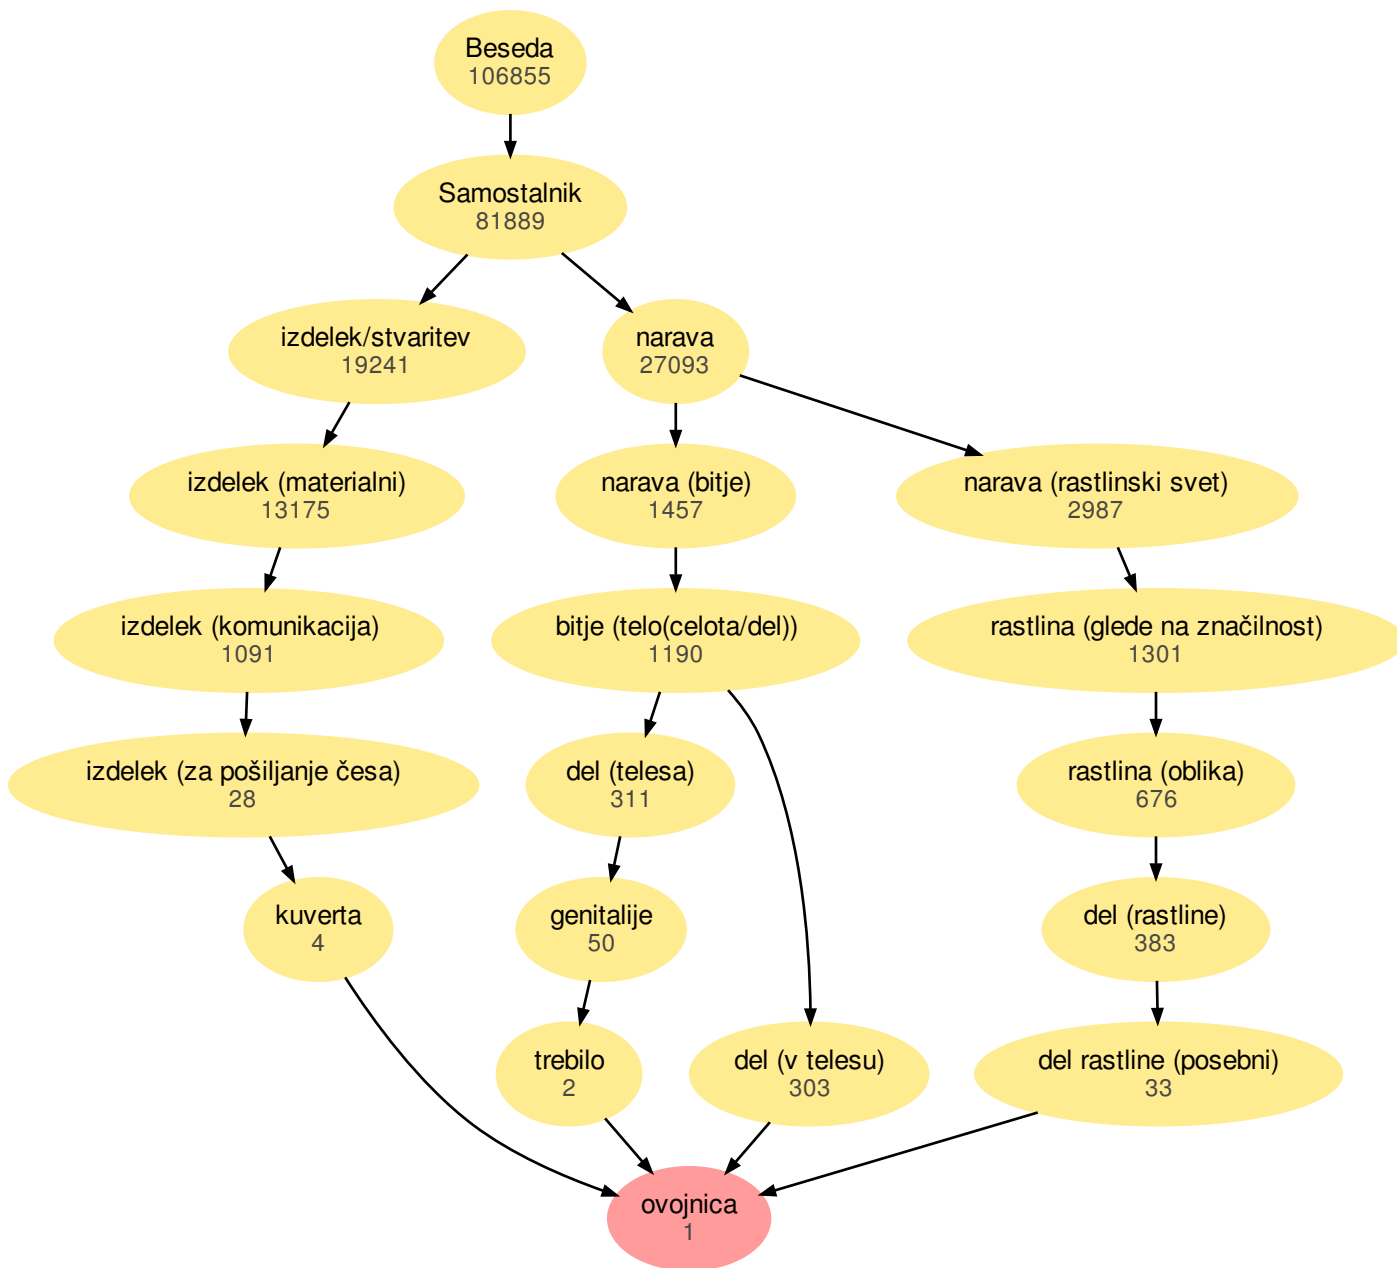 Beseda
106855
Samostalnik
81889
izdelek/stvaritev
19241
narava
27093
izdelek (materialni)
13175
narava (bitje)
1457
narava (rastlinski svet)
2987
izdelek (komunikacija)
1091
bitje (telo(celota/del))
1190
rastlina (glede na značilnost)
1301
izdelek (za pošiljanje česa)
28
del (telesa)
311
rastlina (oblika)
676
kuverta
4
genitalije
50
del (rastline)
383
trebilo
2
del (v telesu)
303
del rastline (posebni)
33
ovojnica
1